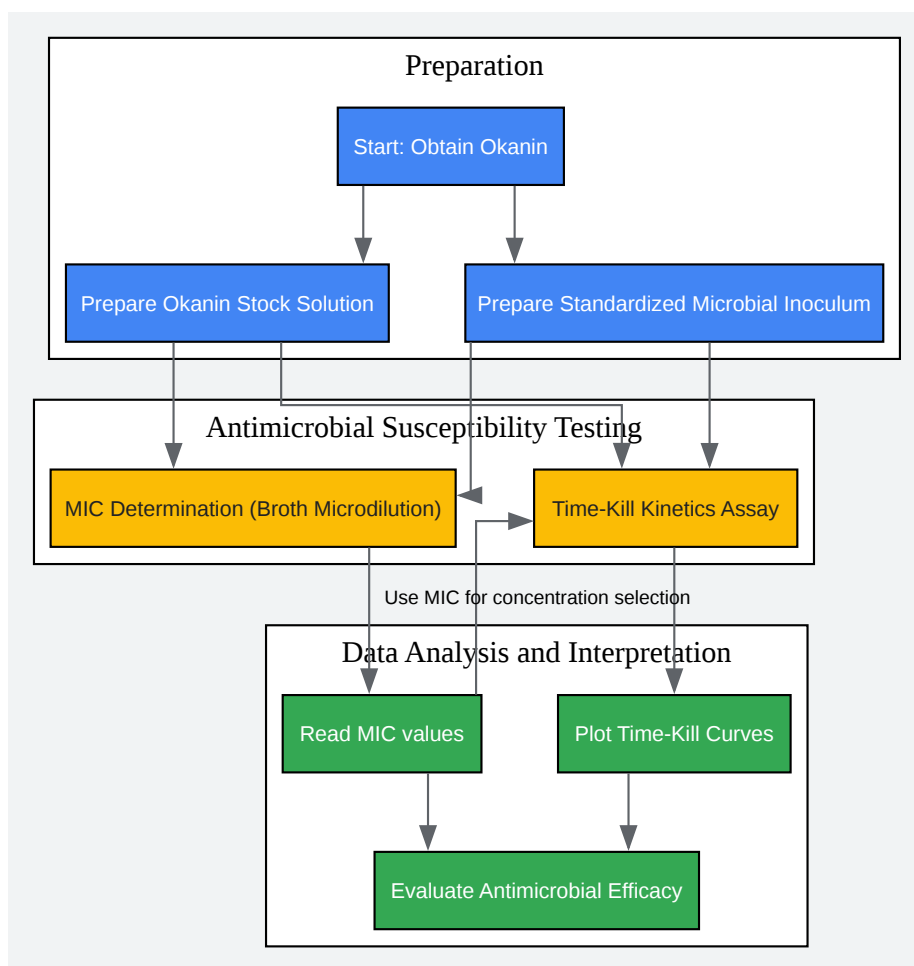 Preparation
Start: Obtain Okanin
Prepare Okanin Stock Solution
Prepare Standardized Microbial Inoculum
Antimicrobial Susceptibility Testing
MIC Determination (Broth Microdilution)
Time-Kill Kinetics Assay
Use MIC for concentration selection
Data Analysis and Interpretation
Read MIC values
Plot Time-Kill Curves
Evaluate Antimicrobial Efficacy